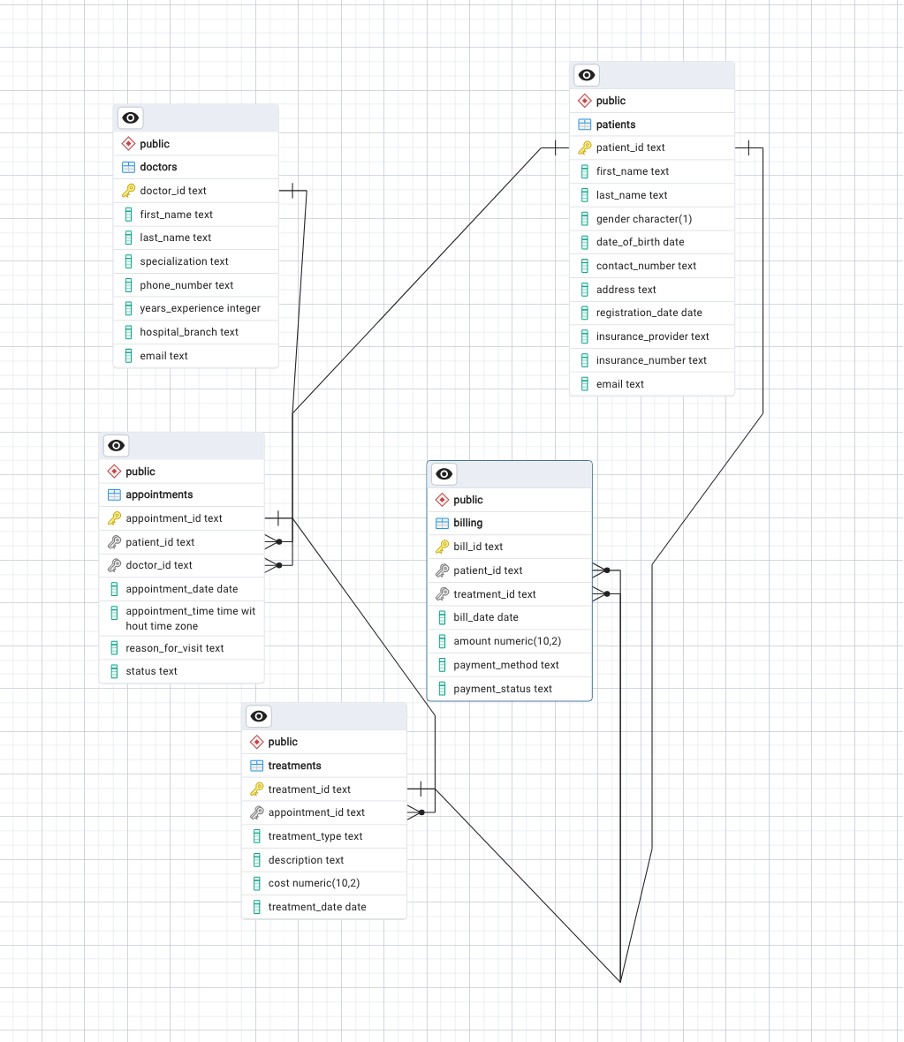 public
doctors
doctor_id text
first_name text
last_name text
specialization text
phone_number text
years_experience integer
hospital_branch text
email text
public
patients
patient_id text
first_name text
last_name text
gender character(1)
date_of_birth date
contact_number text
address text
registration_date date
insurance_provider text
insurance_number text
email text
public
appointments
appointment_id text
patient_id text
doctor_id text
appointment_date date
appointment_time time wit
hout time zone
reason_for_visit text
status text
public
billing
bill_id text
patient_id text
treatment_id text
bill_date date
amount numeric(10,2)
payment_method text
payment_status text
public
treatments
treatment_id text
appointment_id text
treatment_type text
description text
cost numeric(10,2)
treatment_date date